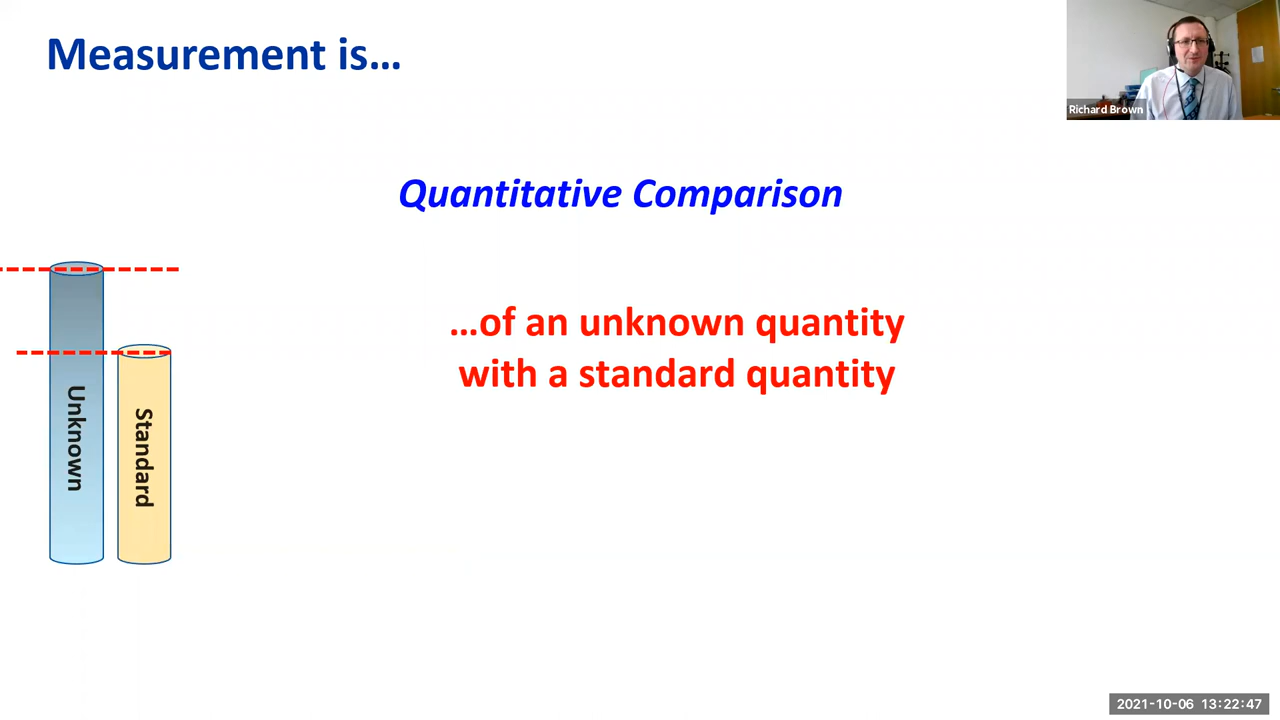 Measurement is…
Richard Brown
Quantitative Comparison
…of an unknown quantity
with a standard quantity
Unknown
Standard
2021-10-06 13:22:47